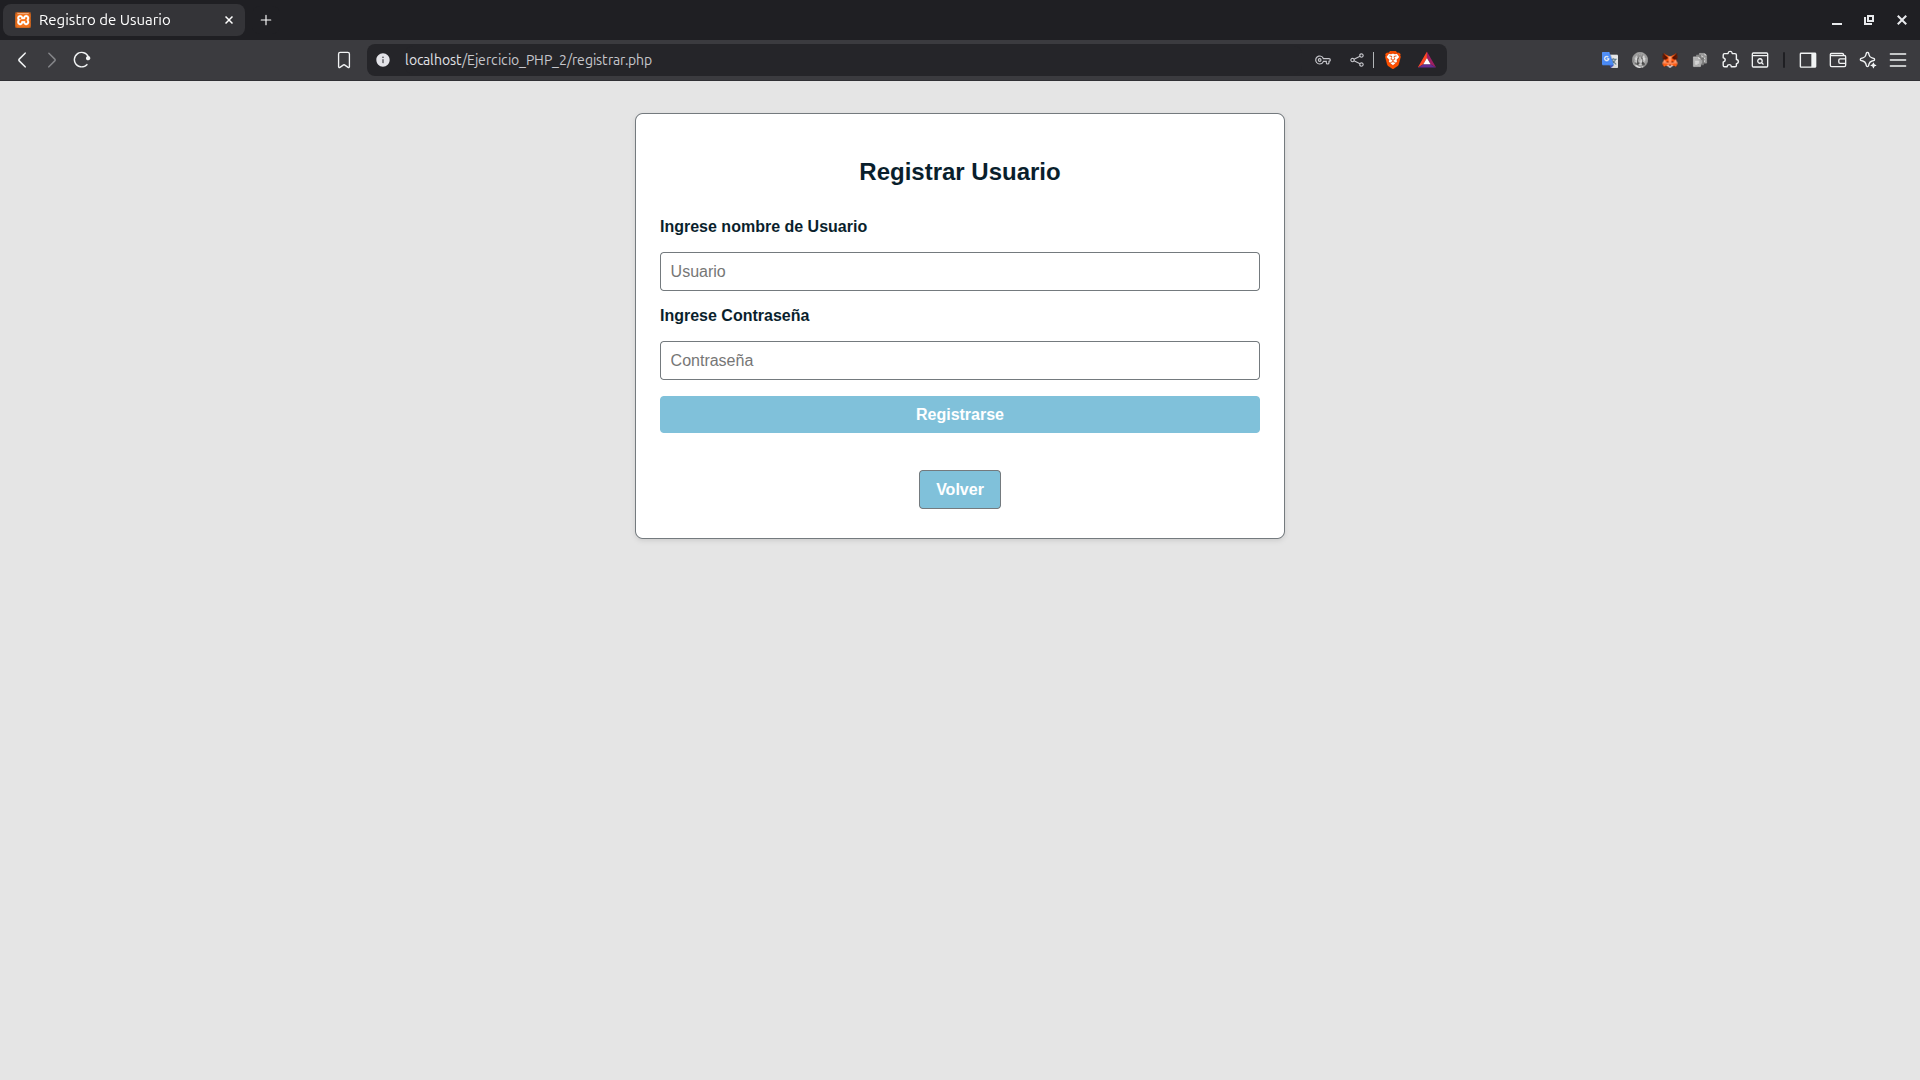 Registro de Usuario
localhost/Ejercicio_PHP_2/registrar.php
Registrar Usuario
Ingrese nombre de Usuario
Usuario
Ingrese Contraseña
Contraseña
Registrarse
Volver